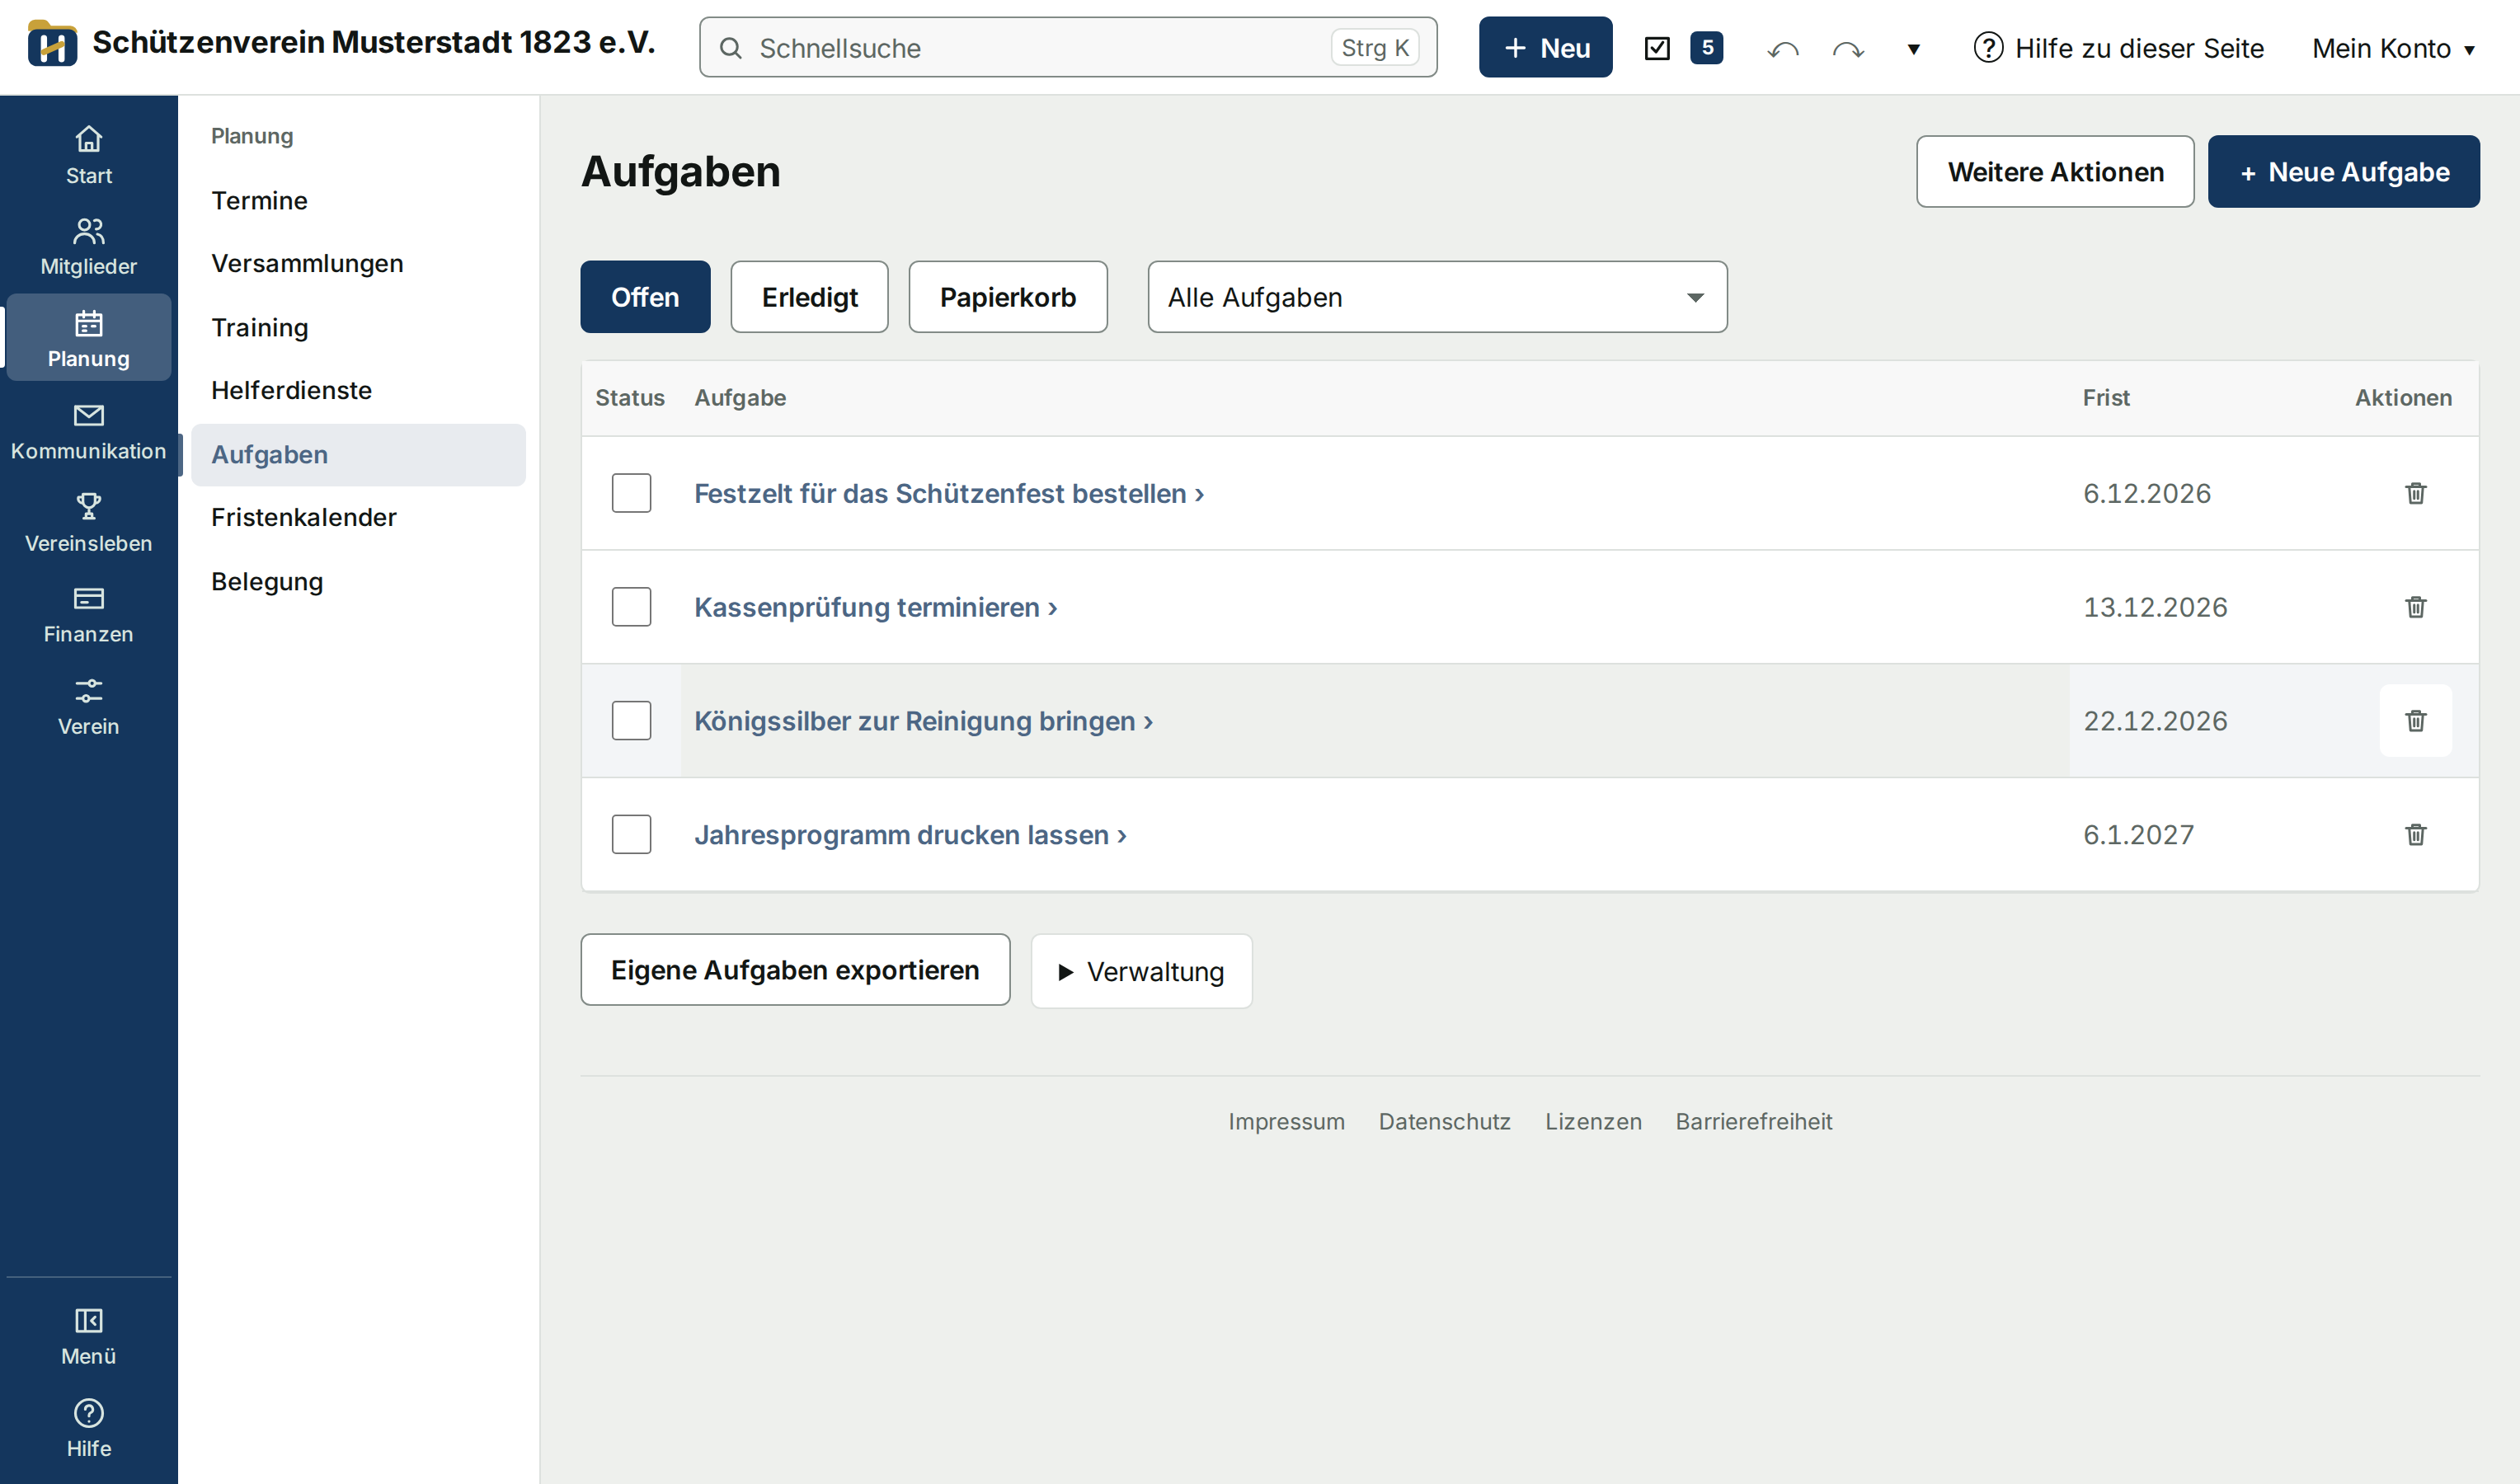 Schützenverein Musterstadt 1823 e.V.
Schnellsuche
Strg K
+ Neu
5
? Hilfe zu dieser Seite
Mein Konto ▾
Start
Mitglieder
Planung
Kommunikation
Vereinsleben
Finanzen
Verein
Menü
Hilfe
Planung
Termine
Versammlungen
Training
Helferdienste
Aufgaben
Fristenkalender
Belegung
Aufgaben
Weitere Aktionen
+ Neue Aufgabe
Offen
Erledigt
Papierkorb
Alle Aufgaben
Status Aufgabe Frist Aktionen
Festzelt für das Schützenfest bestellen › 6.12.2026
Kassenprüfung terminieren › 13.12.2026
Königssilber zur Reinigung bringen › 22.12.2026
Jahresprogramm drucken lassen › 6.1.2027
Eigene Aufgaben exportieren
▶ Verwaltung
Impressum Datenschutz Lizenzen Barrierefreiheit